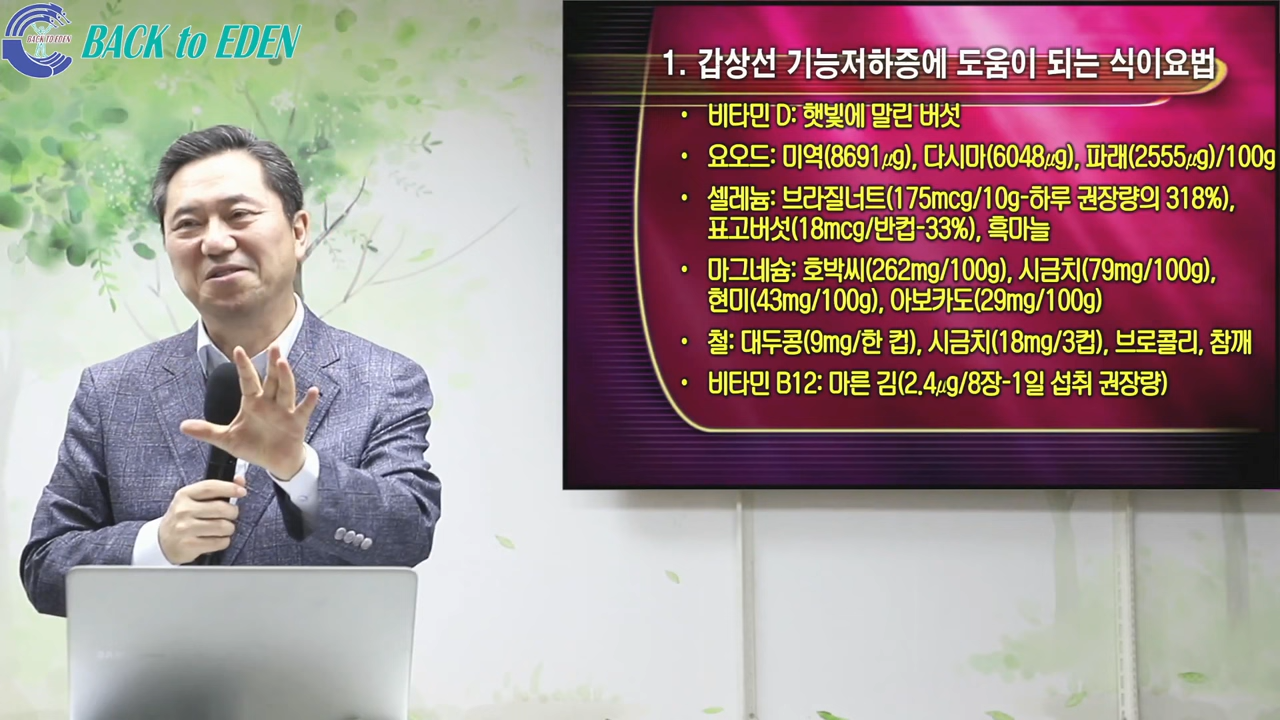 BACK TO EDEN
BACK to EDEN
1. 갑상선 기능저하증에 도움이 되는 식이요법
• 비타민 D: 햇빛에 말린 버섯
• 요오드: 미역(8691㎍), 다시마(6048㎍), 파래(2555㎍)/100g
• 셀레늄: 브라질너트(175mcg/10g-하루 권장량의 318%),
표고버섯(18mcg/반컵-33%), 흑마늘
• 마그네슘: 호박씨(262mg/100g), 시금치(79mg/100g),
현미(43mg/100g), 아보카도(29mg/100g)
• 철: 대두콩(9mg/한 컵), 시금치(18mg/3컵), 브로콜리, 참깨
• 비타민 B12: 마른 김(2.4㎍/8장-1일 섭취 권장량)